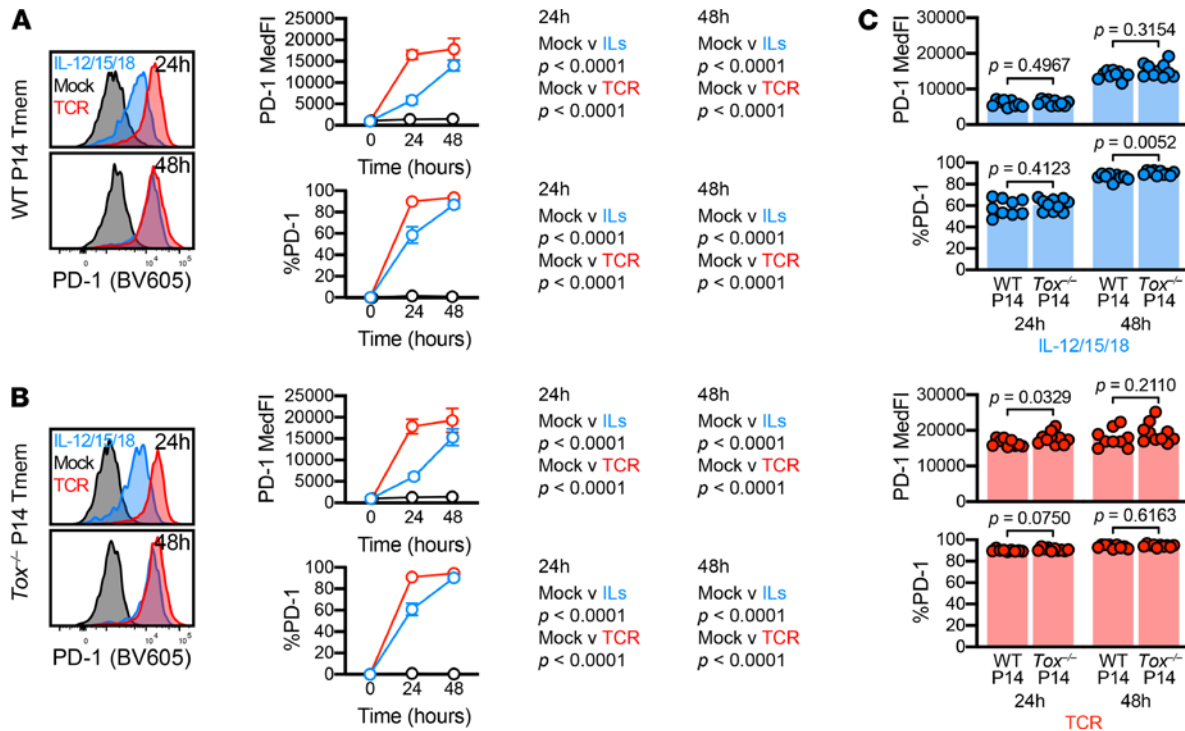 A
WT P14 Tmem
IL-12/15/18
Mock
TCR
24h
48h
0 10⁴ 10⁵
PD-1 (BV605)
PD-1 MedFI
25000
20000
15000
10000
5000
0
0 24 48
Time (hours)
%PD-1
100
80
60
40
20
0
0 24 48
Time (hours)
24h
Mock v ILs
p < 0.0001
Mock v TCR
p < 0.0001
48h
Mock v ILs
p < 0.0001
Mock v TCR
p < 0.0001
24h
Mock v ILs
p < 0.0001
Mock v TCR
p < 0.0001
48h
Mock v ILs
p < 0.0001
Mock v TCR
p < 0.0001
B
Tox⁻/⁻ P14 Tmem
IL-12/15/18
Mock
TCR
24h
48h
0 10⁴ 10⁵
PD-1 (BV605)
PD-1 MedFI
25000
20000
15000
10000
5000
0
0 24 48
Time (hours)
%PD-1
100
80
60
40
20
0
0 24 48
Time (hours)
24h
Mock v ILs
p < 0.0001
Mock v TCR
p < 0.0001
48h
Mock v ILs
p < 0.0001
Mock v TCR
p < 0.0001
24h
Mock v ILs
p < 0.0001
Mock v TCR
p < 0.0001
48h
Mock v ILs
p < 0.0001
Mock v TCR
p < 0.0001
C
PD-1 MedFI
30000
20000
10000
0
p = 0.4967
p = 0.3154
%PD-1
100
80
60
40
20
0
p = 0.4123
p = 0.0052
WT Tox⁻/⁻ WT Tox⁻/⁻
P14 P14 P14 P14
24h 48h
IL-12/15/18
PD-1 MedFI
30000
20000
10000
0
p = 0.0329
p = 0.2110
%PD-1
100
80
60
40
20
0
p = 0.0750
p = 0.6163
WT Tox⁻/⁻ WT Tox⁻/⁻
P14 P14 P14 P14
24h 48h
TCR